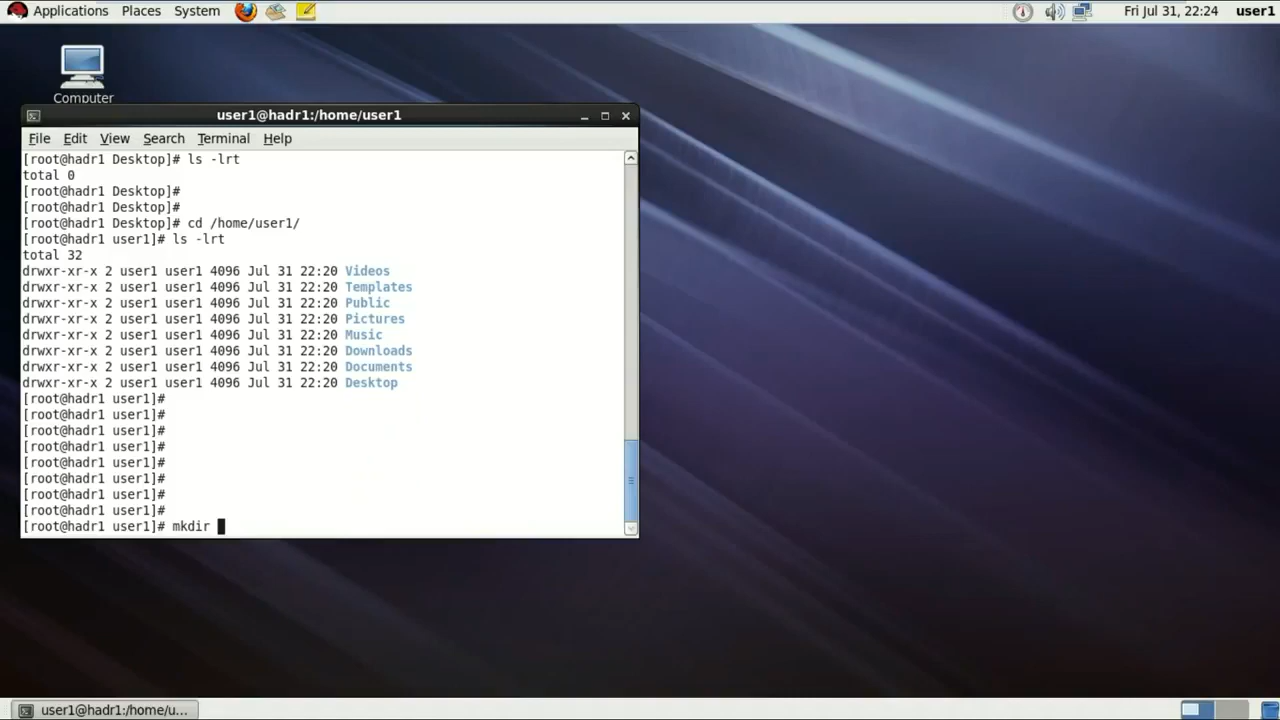 Applications Places System Fri Jul 31, 22:24 user1
Computer
user1@hadr1:/home/user1
File Edit View Search Terminal Help
[root@hadr1 Desktop]# ls -lrt
total 0
[root@hadr1 Desktop]#
[root@hadr1 Desktop]#
[root@hadr1 Desktop]# cd /home/user1/
[root@hadr1 user1]# ls -lrt
total 32
drwxr-xr-x 2 user1 user1 4096 Jul 31 22:20 Videos
drwxr-xr-x 2 user1 user1 4096 Jul 31 22:20 Templates
drwxr-xr-x 2 user1 user1 4096 Jul 31 22:20 Public
drwxr-xr-x 2 user1 user1 4096 Jul 31 22:20 Pictures
drwxr-xr-x 2 user1 user1 4096 Jul 31 22:20 Music
drwxr-xr-x 2 user1 user1 4096 Jul 31 22:20 Downloads
drwxr-xr-x 2 user1 user1 4096 Jul 31 22:20 Documents
drwxr-xr-x 2 user1 user1 4096 Jul 31 22:20 Desktop
[root@hadr1 user1]#
[root@hadr1 user1]#
[root@hadr1 user1]#
[root@hadr1 user1]#
[root@hadr1 user1]#
[root@hadr1 user1]#
[root@hadr1 user1]#
[root@hadr1 user1]#
[root@hadr1 user1]# mkdir
user1@hadr1:/home/u...